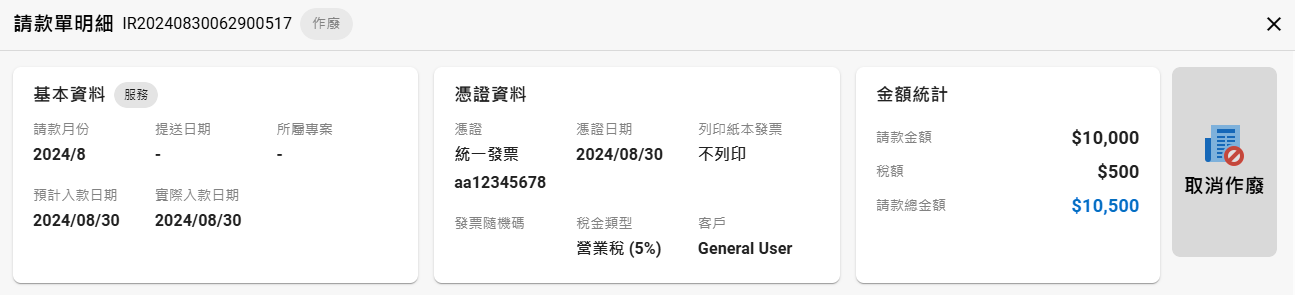 請款單明細 IR20240830062900517 作廢
基本資料 服務
請款月份 提送日期 所屬專案
2024/8 - -
預計入款日期 實際入款日期
2024/08/30 2024/08/30
憑證資料
憑證 憑證日期 列印紙本發票
統一發票 2024/08/30 不列印
aa12345678
發票隨機碼 稅金類型 客戶
營業稅 (5%) General User
金額統計
請款金額 $10,000
稅額 $500
請款總金額 $10,500
取消作廢